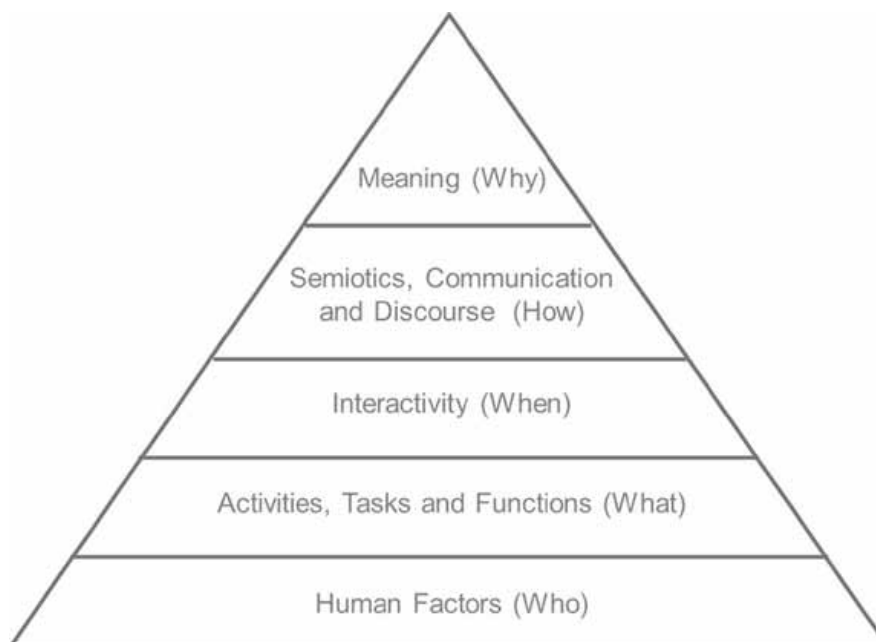 Meaning (Why)
Semiotics, Communication
and Discourse (How)
Interactivity (When)
Activities, Tasks and Functions (What)
Human Factors (Who)